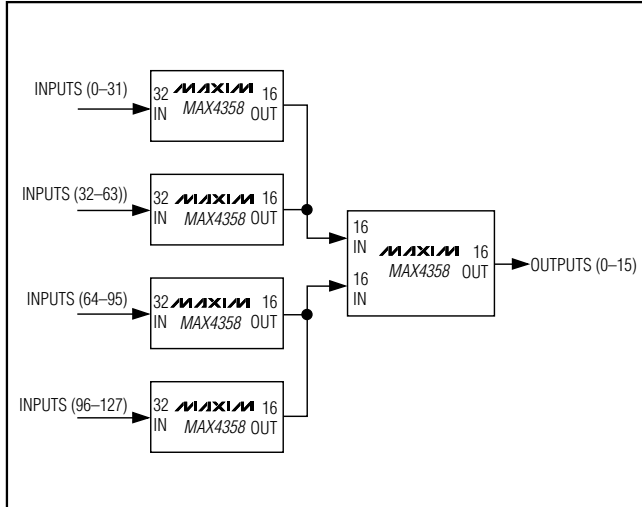 INPUTS (0–31)
32 MAXIM 16
IN MAX4358 OUT
INPUTS (32–63))
32 MAXIM 16
IN MAX4358 OUT
16
IN
MAXIM 16
MAX4358 OUT
16
IN
OUTPUTS (0–15)
INPUTS (64–95)
32 MAXIM 16
IN MAX4358 OUT
INPUTS (96–127)
32 MAXIM 16
IN MAX4358 OUT